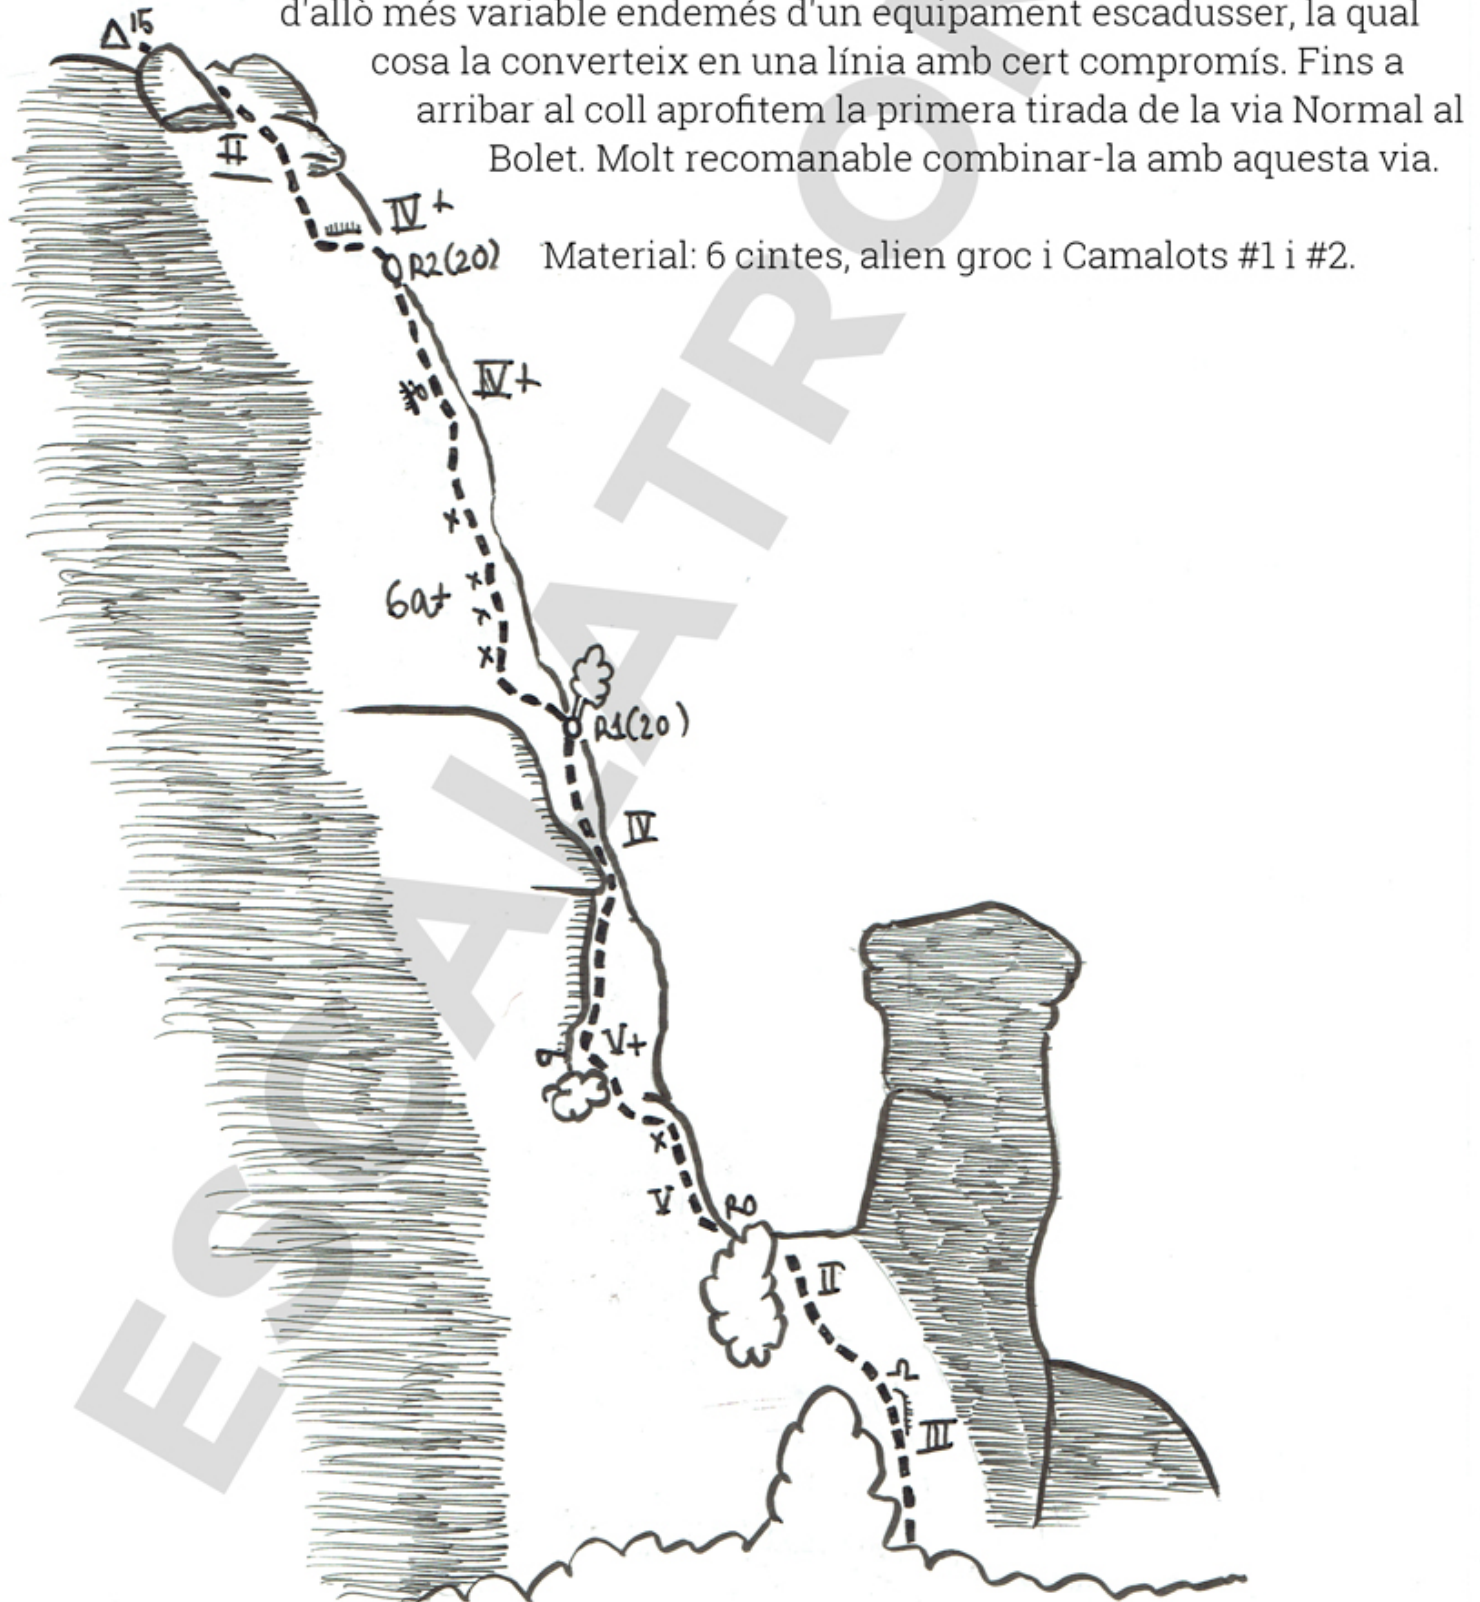 d'allò més variable endemés d'un equipament escadusser, la qual
cosa la converteix en una línia amb cert compromís. Fins a
arribar al coll aprofitem la primera tirada de la via Normal al
Bolet. Molt recomanable combinar-la amb aquesta via.
Material: 6 cintes, alien groc i Camalots #1 i #2.
15
IV+
R2(20)
IV+
6a+
R1(20)
IV
V+
V
R0
II
III
ESCALATRON